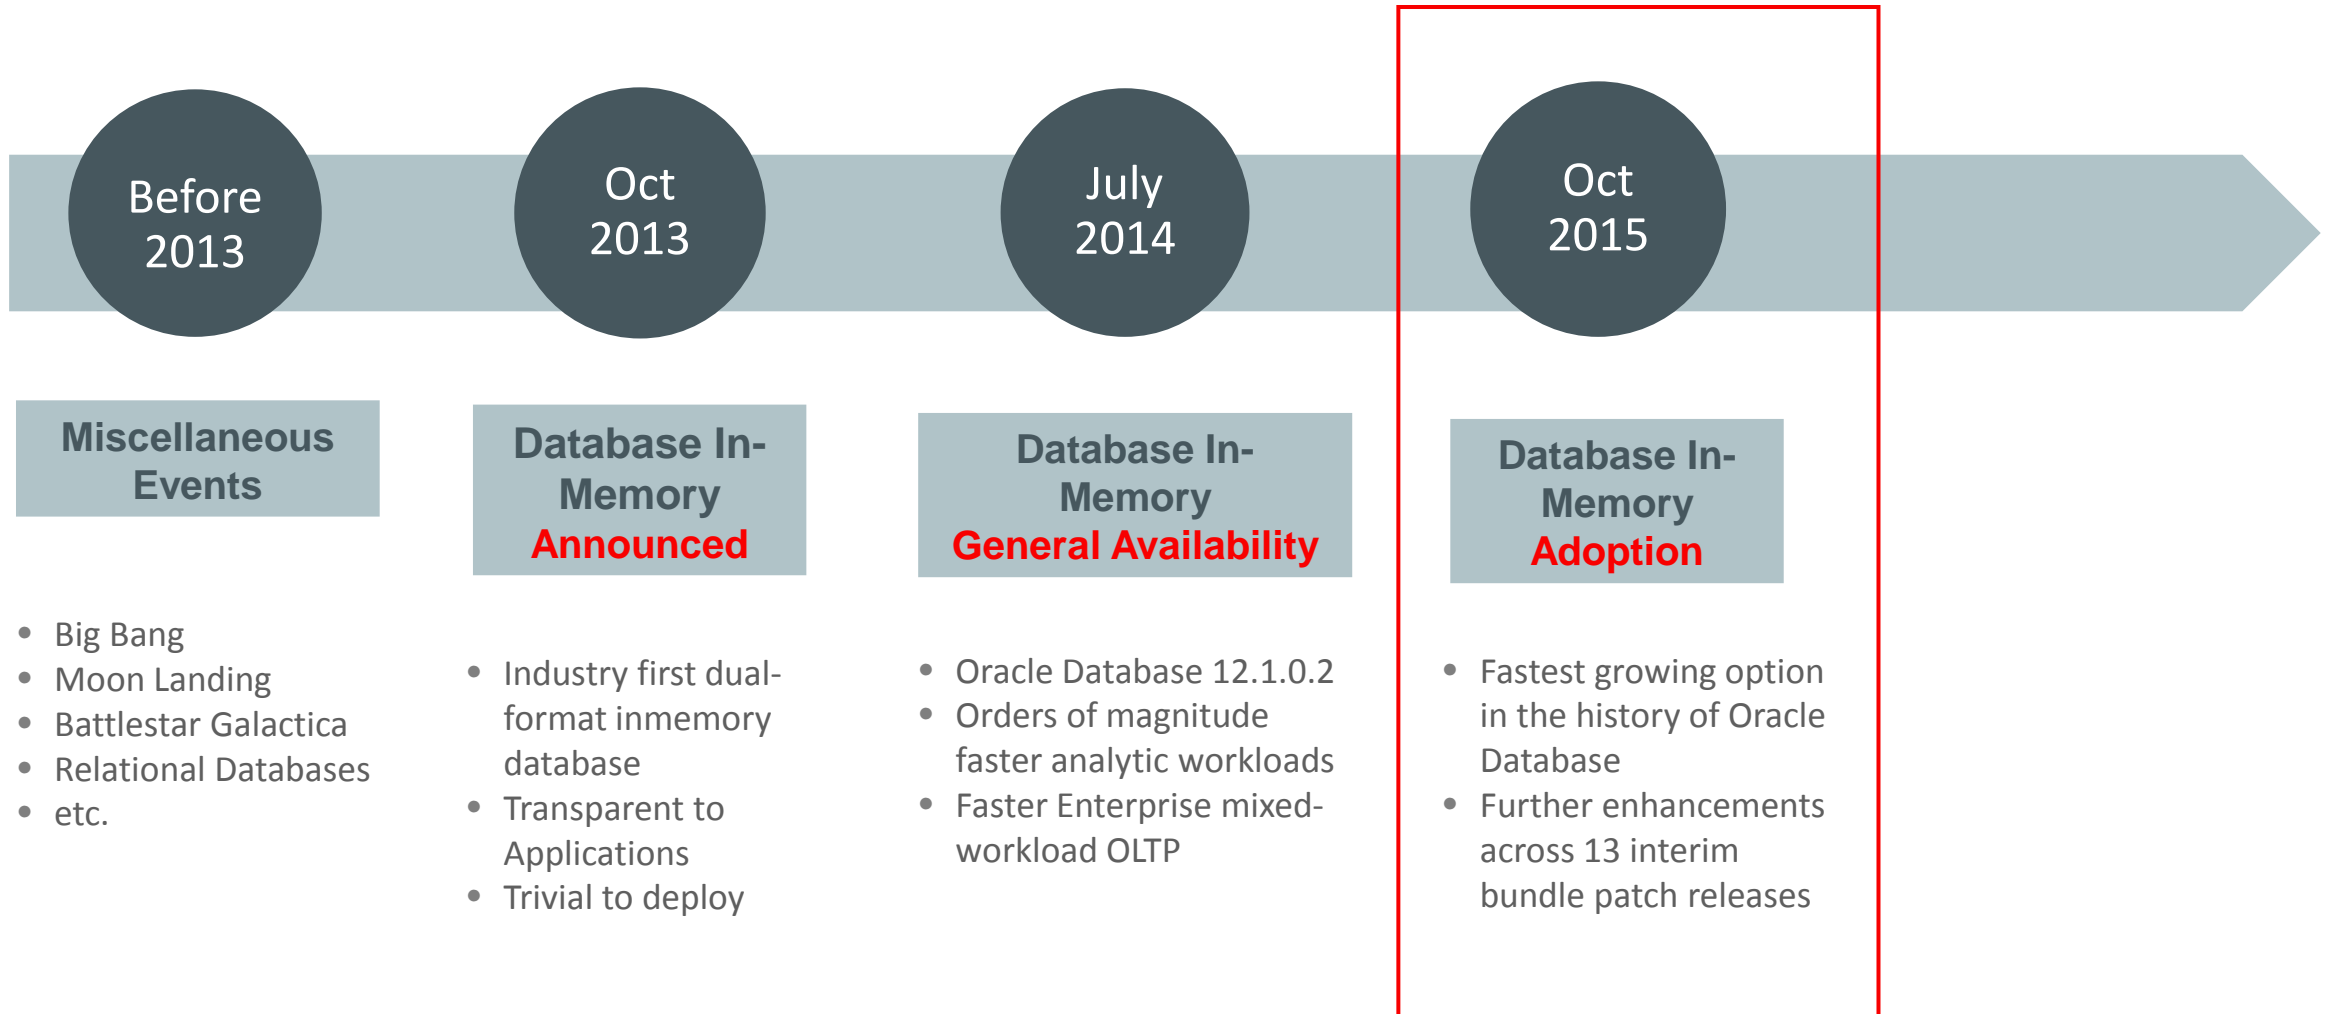 Before
2013
Oct
2013
July
2014
Oct
2015
Miscellaneous
Events
Database In-
Memory
Announced
Database In-
Memory
General Availability
Database In-
Memory
Adoption
• Big Bang
• Moon Landing
• Battlestar Galactica
• Relational Databases
• etc.
• Industry first dual-
format inmemory
database
• Transparent to
Applications
• Trivial to deploy
• Oracle Database 12.1.0.2
• Orders of magnitude
faster analytic workloads
• Faster Enterprise mixed-
workload OLTP
• Fastest growing option
in the history of Oracle
Database
• Further enhancements
across 13 interim
bundle patch releases